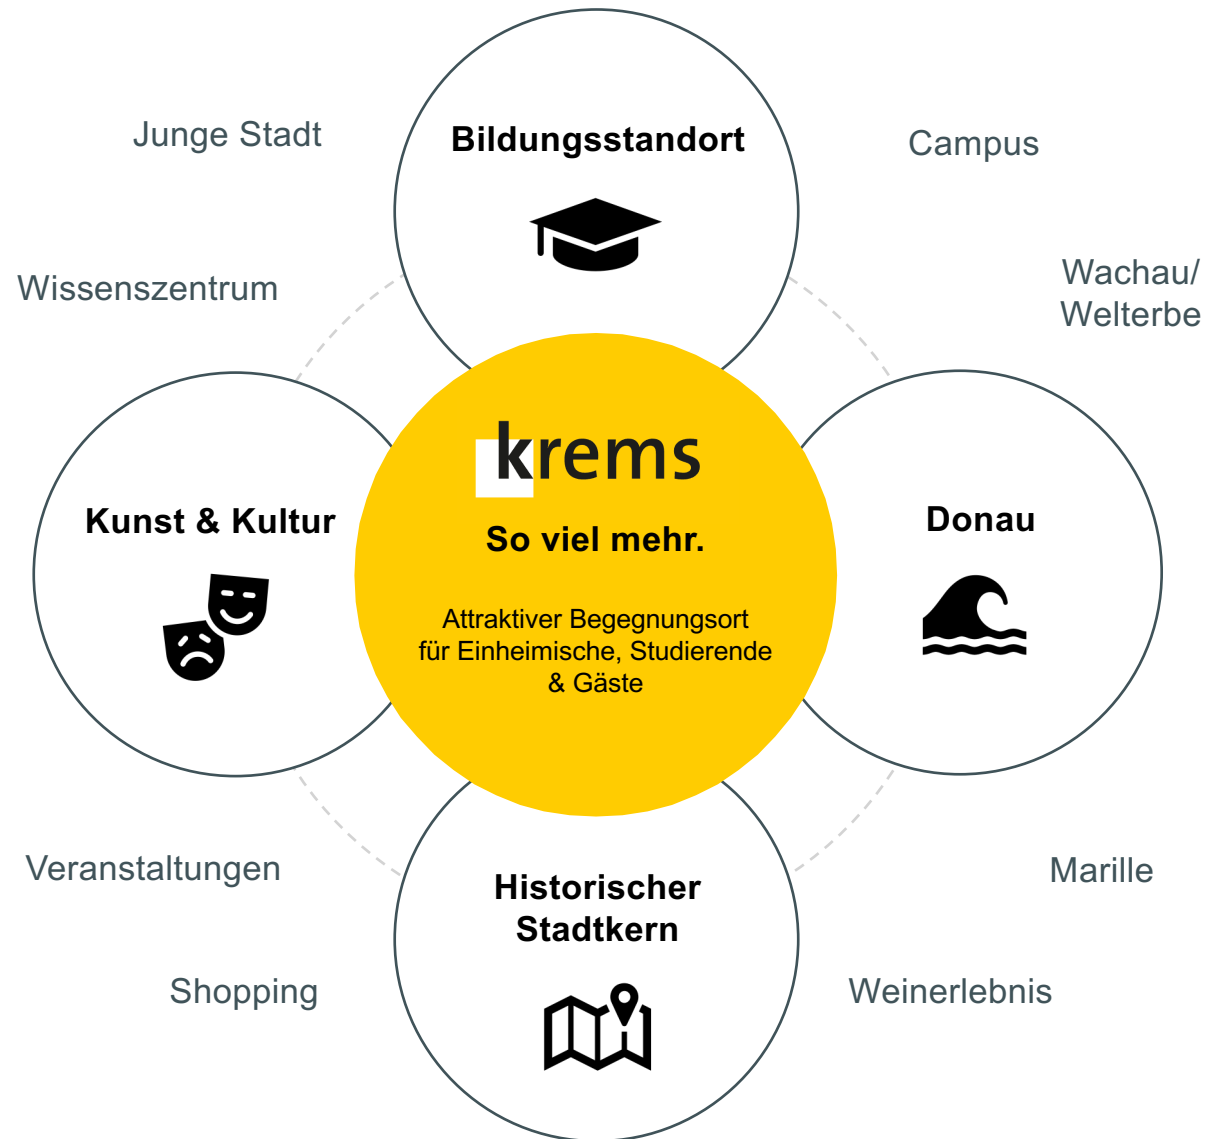 Junge Stadt
Bildungsstandort
Campus
Wissenszentrum
Wachau/
Welterbe
krems
So viel mehr.
Attraktiver Begegnungsort
für Einheimische, Studierende
& Gäste
Kunst & Kultur
Donau
Veranstaltungen
Marille
Historischer
Stadtkern
Shopping
Weinerlebnis